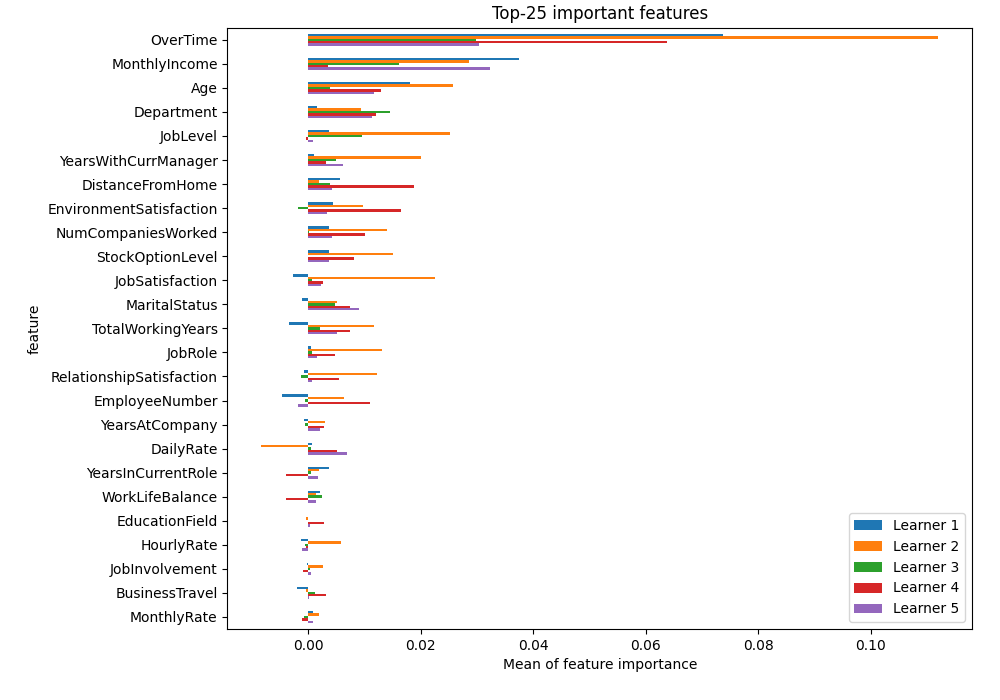 Top-25 important features
OverTime
MonthlyIncome
Age
Department
JobLevel
YearsWithCurrManager
DistanceFromHome
EnvironmentSatisfaction
NumCompaniesWorked
StockOptionLevel
JobSatisfaction
MaritalStatus
TotalWorkingYears
JobRole
RelationshipSatisfaction
EmployeeNumber
YearsAtCompany
DailyRate
YearsInCurrentRole
WorkLifeBalance
EducationField
HourlyRate
JobInvolvement
BusinessTravel
MonthlyRate
feature
Learner 1
Learner 2
Learner 3
Learner 4
Learner 5
0.00 0.02 0.04 0.06 0.08 0.10
Mean of feature importance